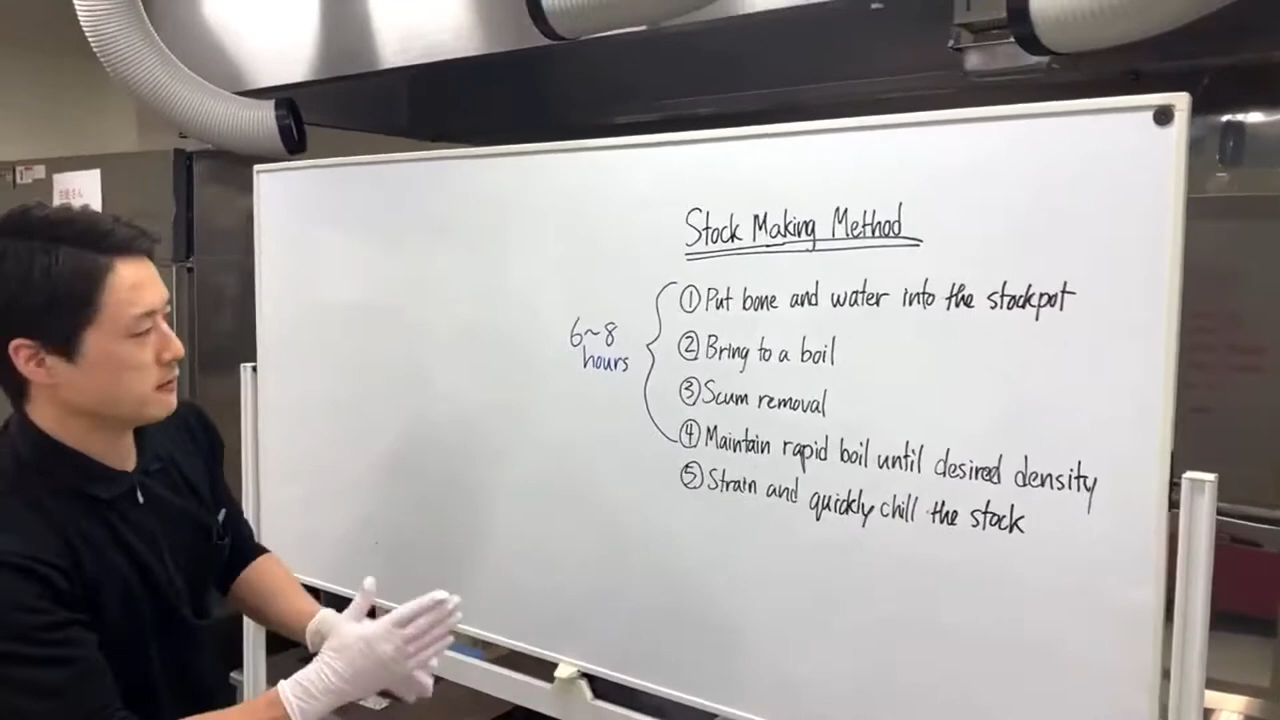 Stock Making Method
6~8
hours
① Put bone and water into the stockpot
② Bring to a boil
③ Scum removal
④ Maintain rapid boil until desired density
⑤ Strain and quickly chill the stock